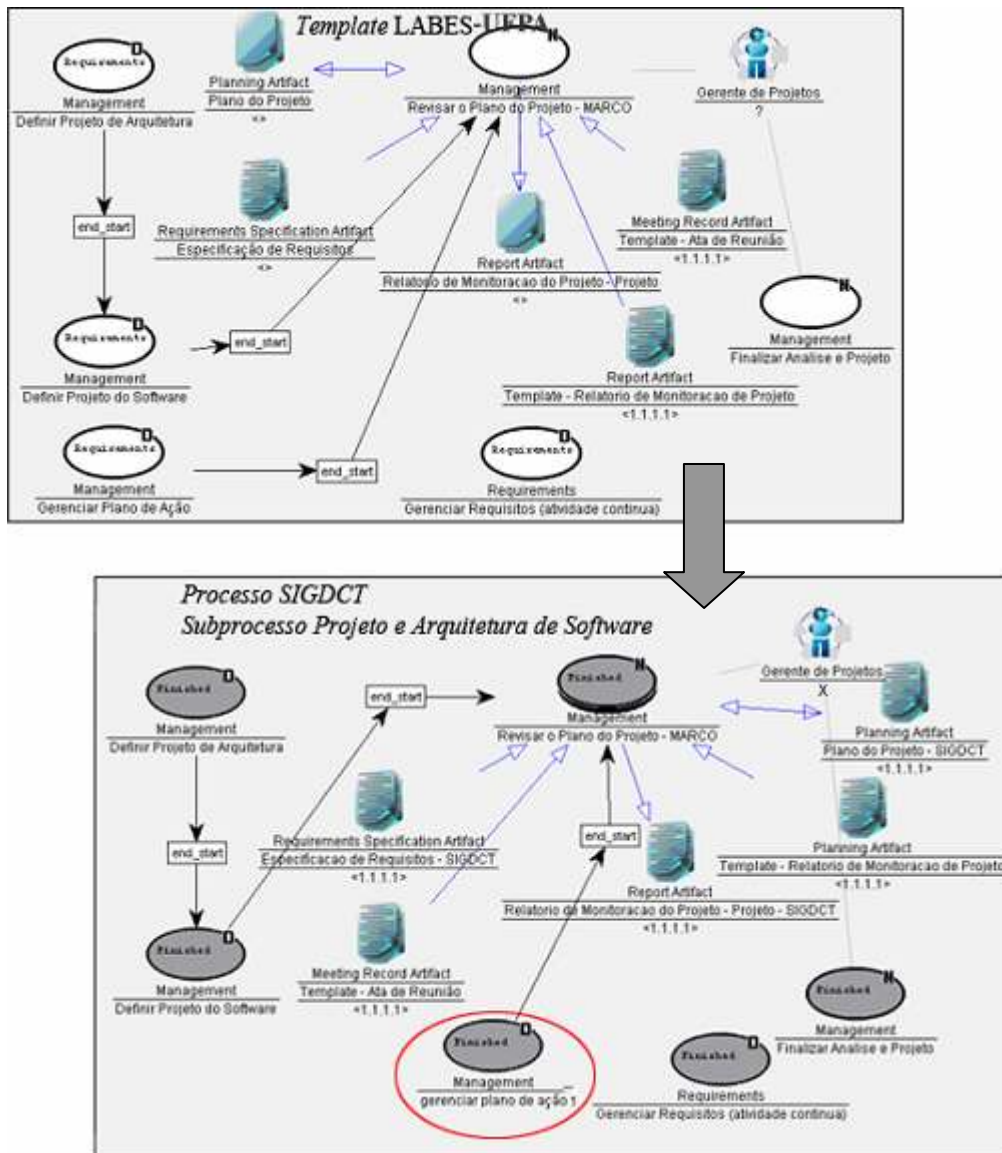 Template LABES-UFPA
Requirements
D
Management
Definir Projeto de Arquitetura
Planning Artifact
Plano do Projeto
<>
N
Management
Revisar o Plano do Projeto - MARCO
Gerente de Projetos
?
end_start
Requirements Specification Artifact
Especificação de Requisitos
<>
Report Artifact
Relatorio de Monitoracao do Projeto - Projeto
<>
Meeting Record Artifact
Template - Ata de Reunião
<1.1.1.1>
Requirements
D
Management
Definir Projeto do Software
end_start
Report Artifact
Template - Relatorio de Monitoracao de Projeto
<1.1.1.1>
N
Management
Finalizar Analise e Projeto
Requirements
D
Management
Gerenciar Plano de Ação
end_start
Requirements
D
Requirements
Gerenciar Requisitos (atividade continua)
Processo SIGDCT
Subprocesso Projeto e Arquitetura de Software
Finished
D
Management
Definir Projeto de Arquitetura
end_start
Finished
N
Management
Revisar o Plano do Projeto - MARCO
Gerente de Projetos
X
Planning Artifact
Plano do Projeto - SIGDCT
<1.1.1.1>
end_start
Requirements Specification Artifact
Especificacao de Requisitos - SIGDCT
<1.1.1.1>
end_start
Report Artifact
Relatorio de Monitoracao do Projeto - Projeto - SIGDCT
<1.1.1.1>
Planning Artifact
Template - Relatorio de Monitoracao de Projeto
<1.1.1.1>
Finished
D
Management
Definir Projeto do Software
Meeting Record Artifact
Template - Ata de Reunião
<1.1.1.1>
Finished
D
Management
gerenciar plano de ação 1
Finished
D
Requirements
Gerenciar Requisitos (atividade continua)
Finished
N
Management
Finalizar Analise e Projeto